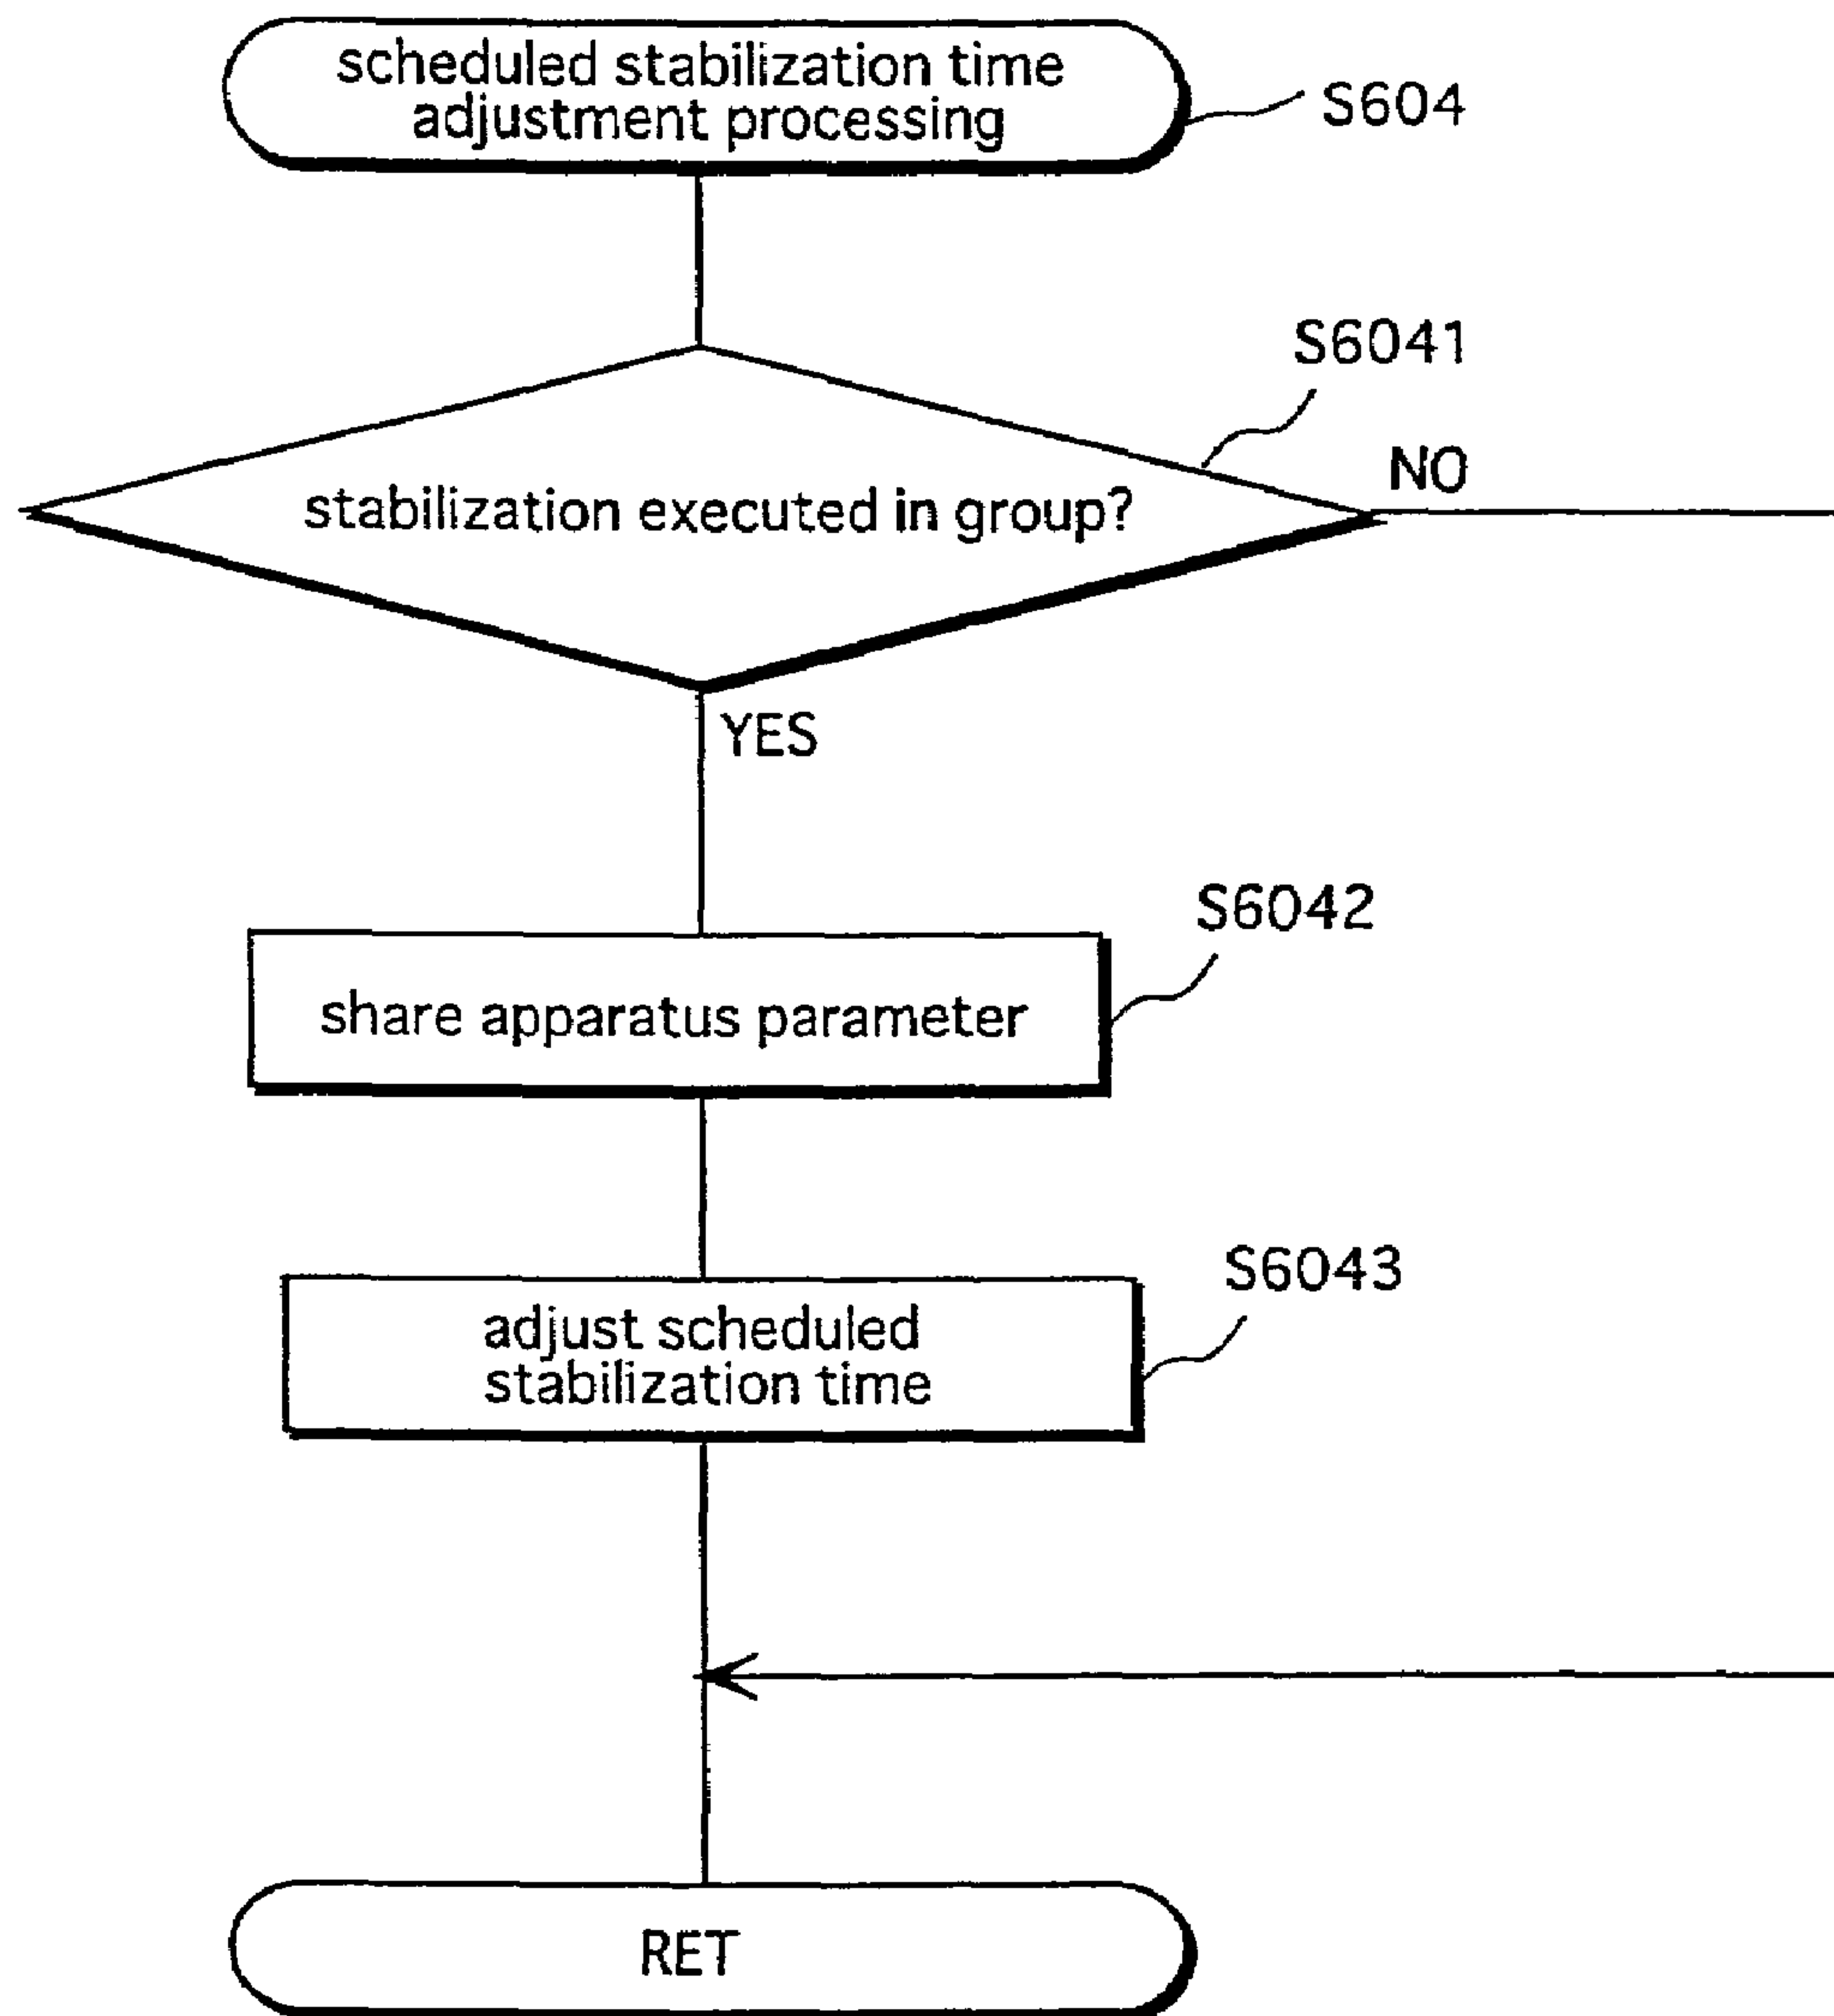 scheduled stabilization time
adjustment processing
S604
S6041
NO
stabilization executed in group?
YES
S6042
share apparatus parameter
S6043
adjust scheduled
stabilization time
RET